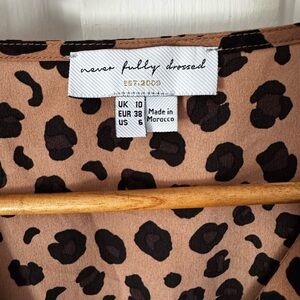 never fully dressed
EST.2009
UK 10
EUR 38
US 6
Made in
Morocco